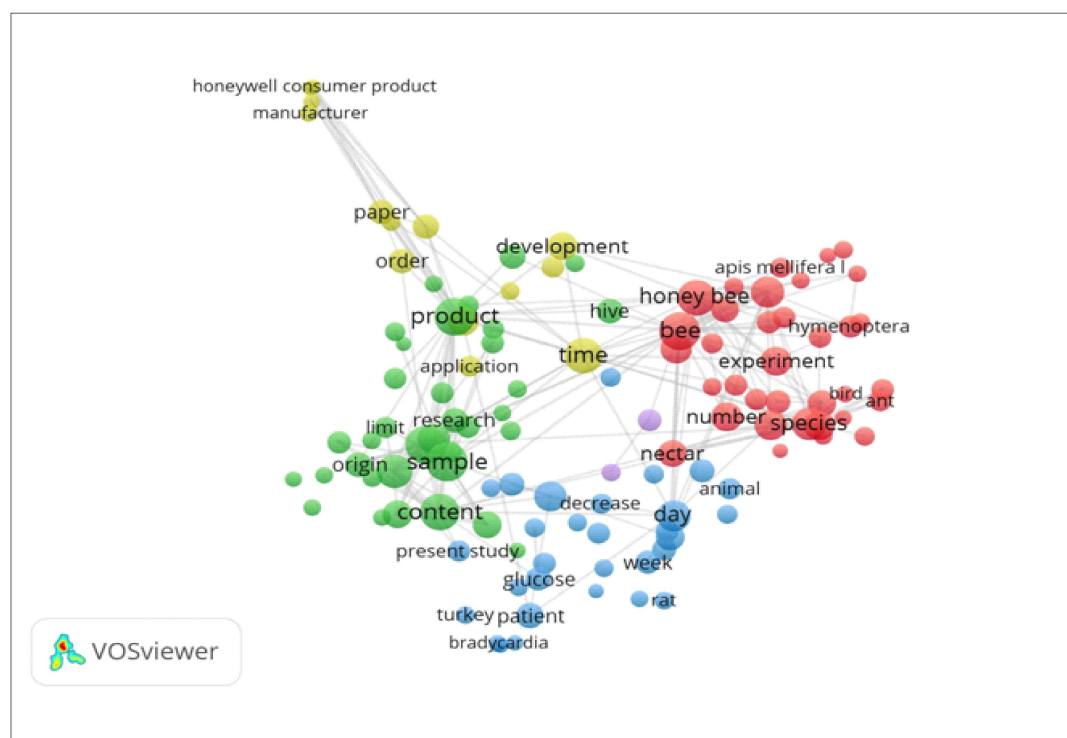 honeywell consumer product
manufacturer
paper
development
order
apis mellifera l
honey bee
hive
product
hymenoptera
bee
time
experiment
application
bird
ant
number
research
species
limit
nectar
sample
origin
animal
decrease
content
day
present study
week
glucose
rat
turkey
patient
bradycardia
VOSviewer